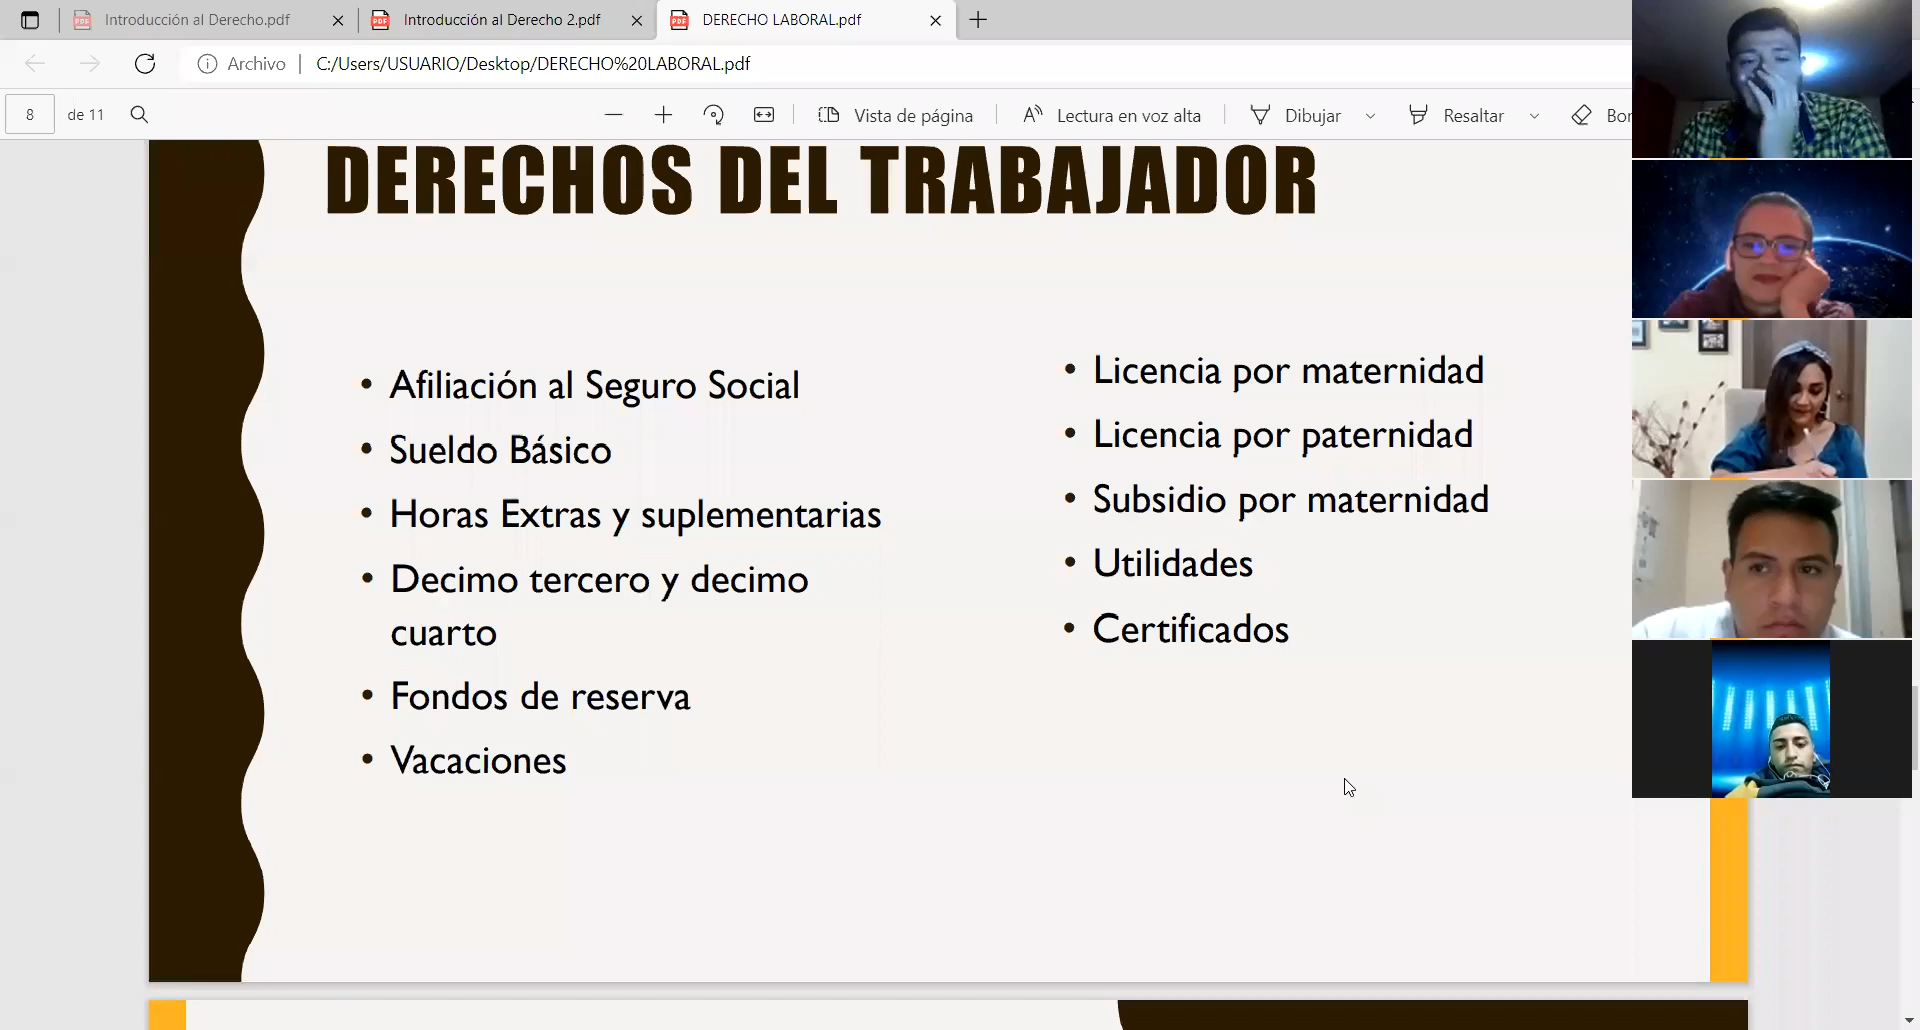 Introducción al Derecho.pdf
Introducción al Derecho 2.pdf
DERECHO LABORAL.pdf
Archivo
C:/Users/USUARIO/Desktop/DERECHO%20LABORAL.pdf
8 de 11
Vista de página
Lectura en voz alta
Dibujar
Resaltar
Bor
DERECHOS DEL TRABAJADOR
• Afiliación al Seguro Social
• Sueldo Básico
• Horas Extras y suplementarias
• Decimo tercero y decimo
cuarto
• Fondos de reserva
• Vacaciones
• Licencia por maternidad
• Licencia por paternidad
• Subsidio por maternidad
• Utilidades
• Certificados